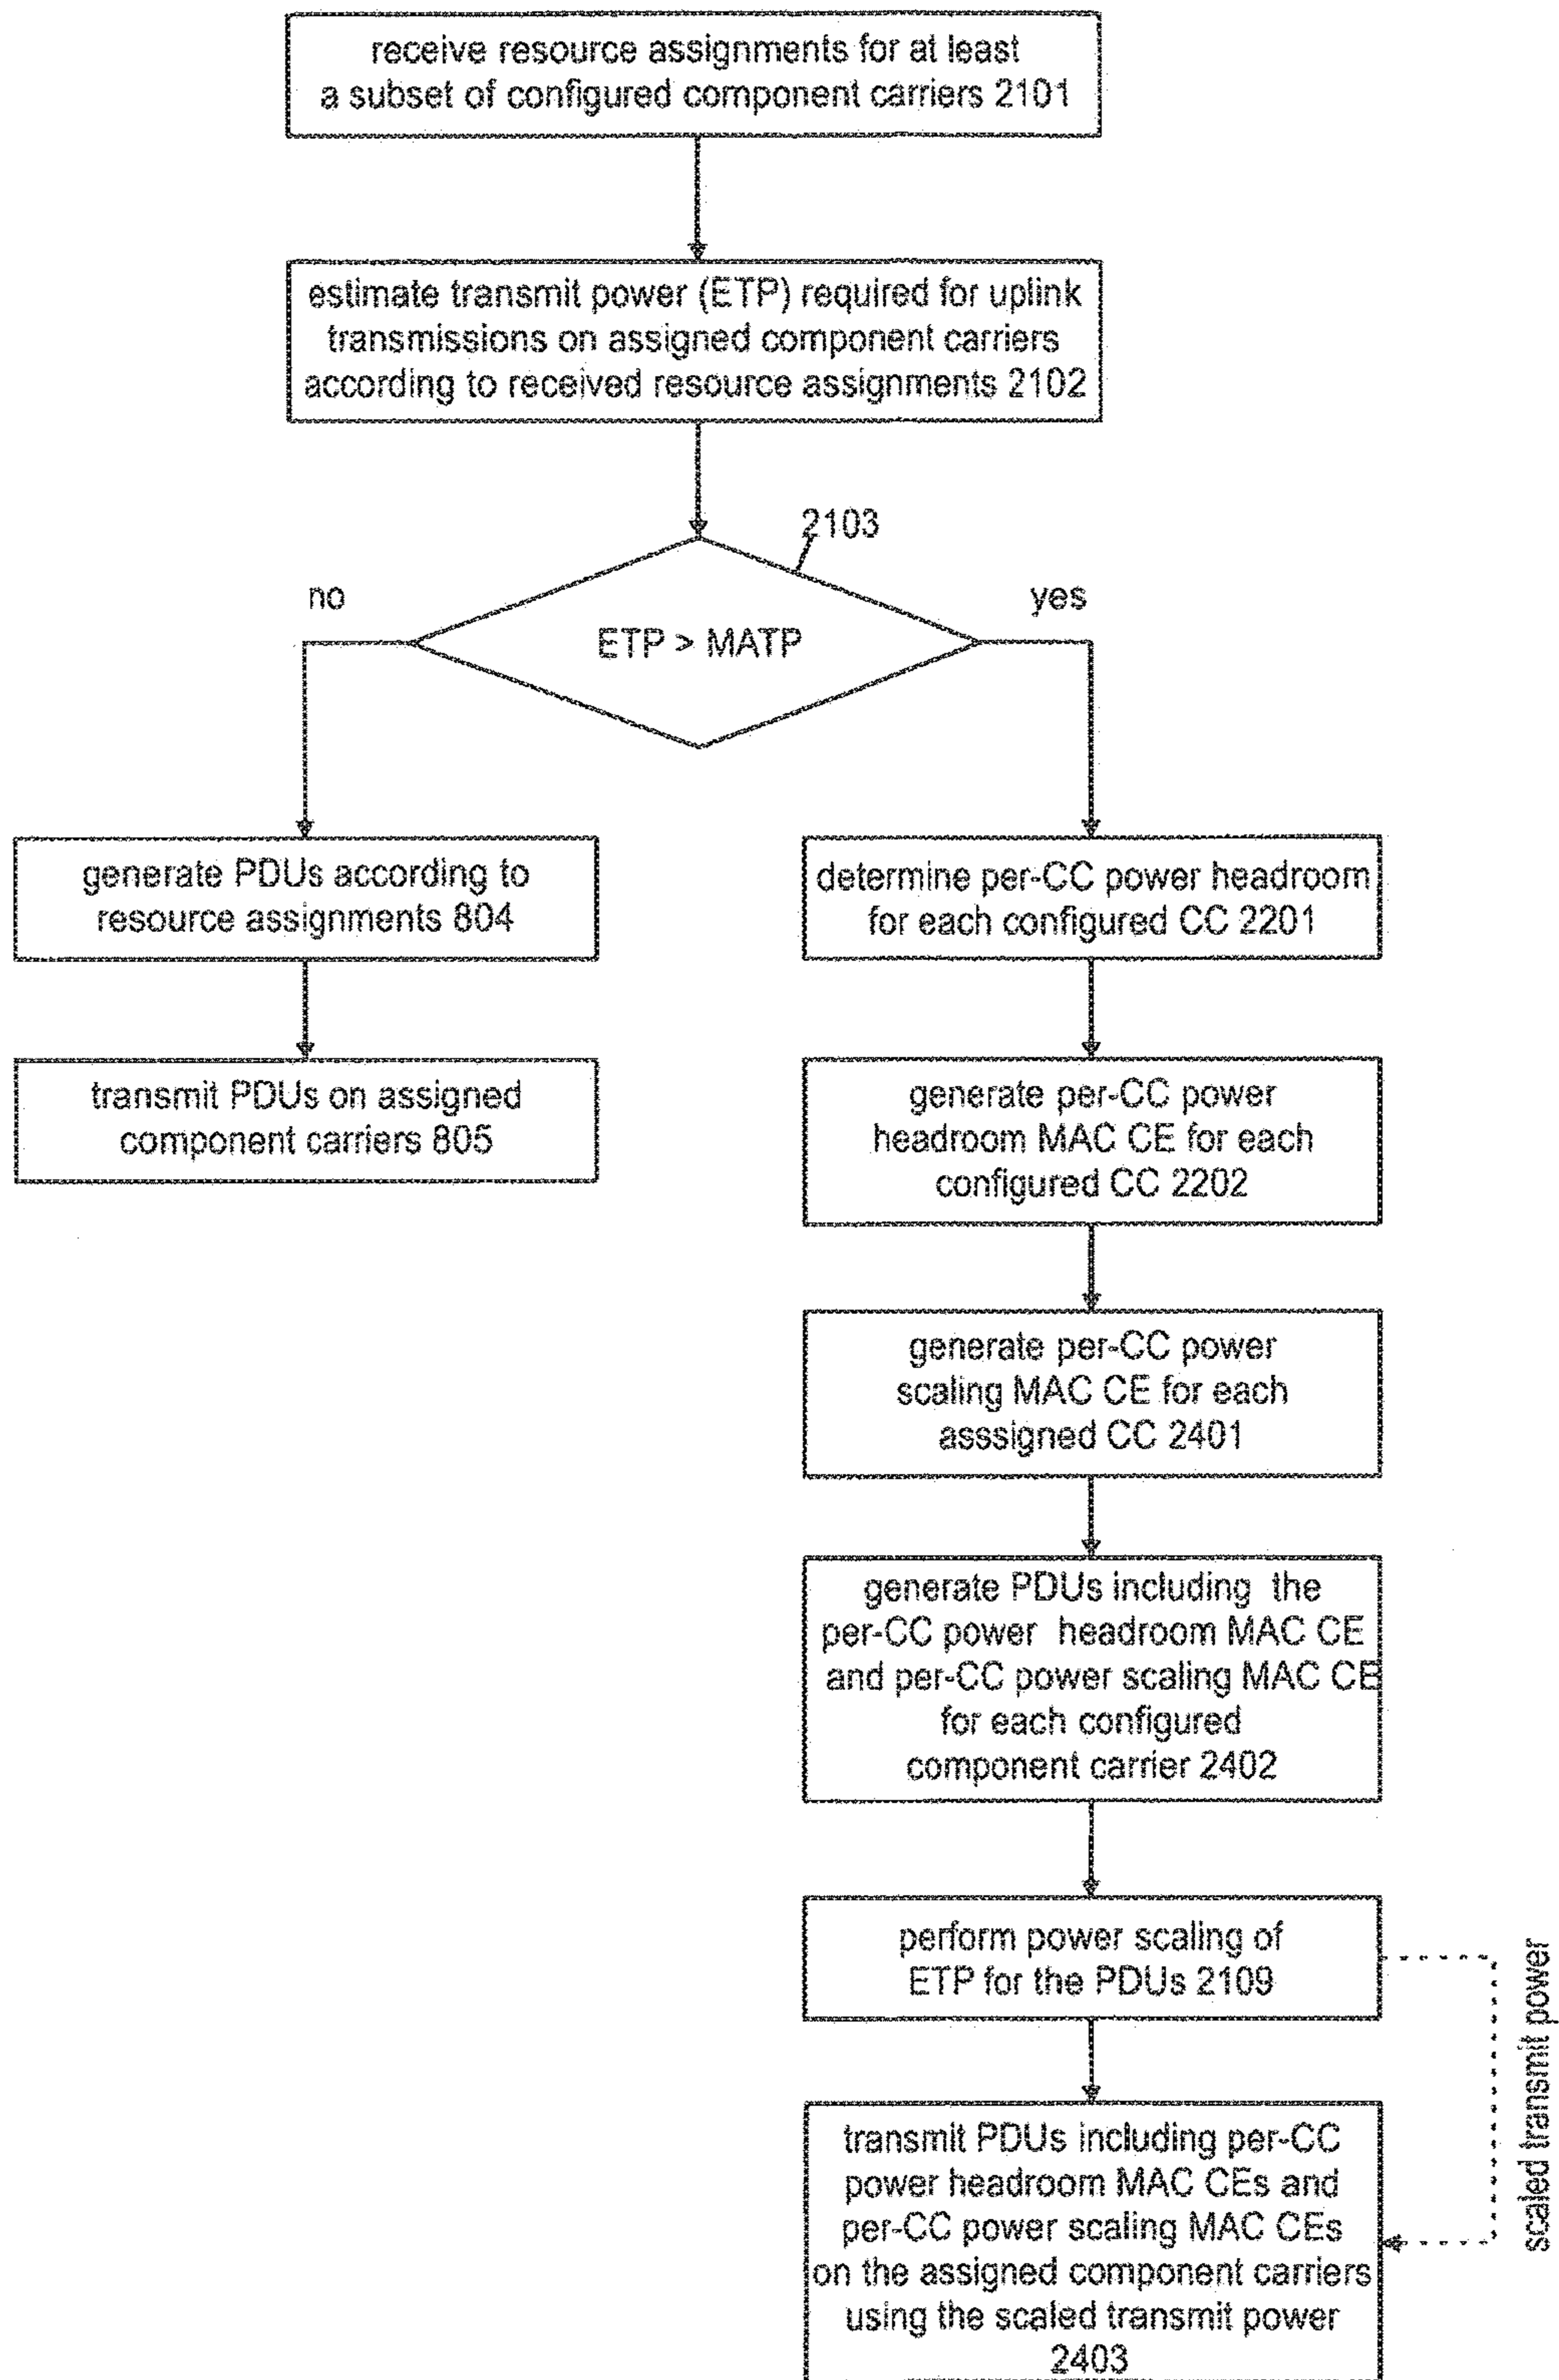 receive resource assignments for at least
a subset of configured component carriers 2101
estimate transmit power (ETP) required for uplink
transmissions on assigned component carriers
according to received resource assignments 2102
2103
no
yes
ETP > MATP
generate PDUs according to
resource assignments 804
transmit PDUs on assigned
component carriers 805
determine per-CC power headroom
for each configured CC 2201
generate per-CC power
headroom MAC CE for each
configured CC 2202
generate per-CC power
scaling MAC CE for each
asssigned CC 2401
generate PDUs including the
per-CC power headroom MAC CE
and per-CC power scaling MAC CE
for each configured
component carrier 2402
perform power scaling of
ETP for the PDUs 2109
scaled transmit power
transmit PDUs including per-CC
power headroom MAC CEs and
per-CC power scaling MAC CEs
on the assigned component carriers
using the scaled transmit power
2403